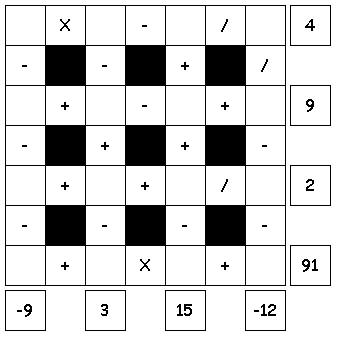 X - / 4
- - + /
+ - + 9
- + + -
+ + / 2
- - - -
+ X + 91
-9 3 15 -12